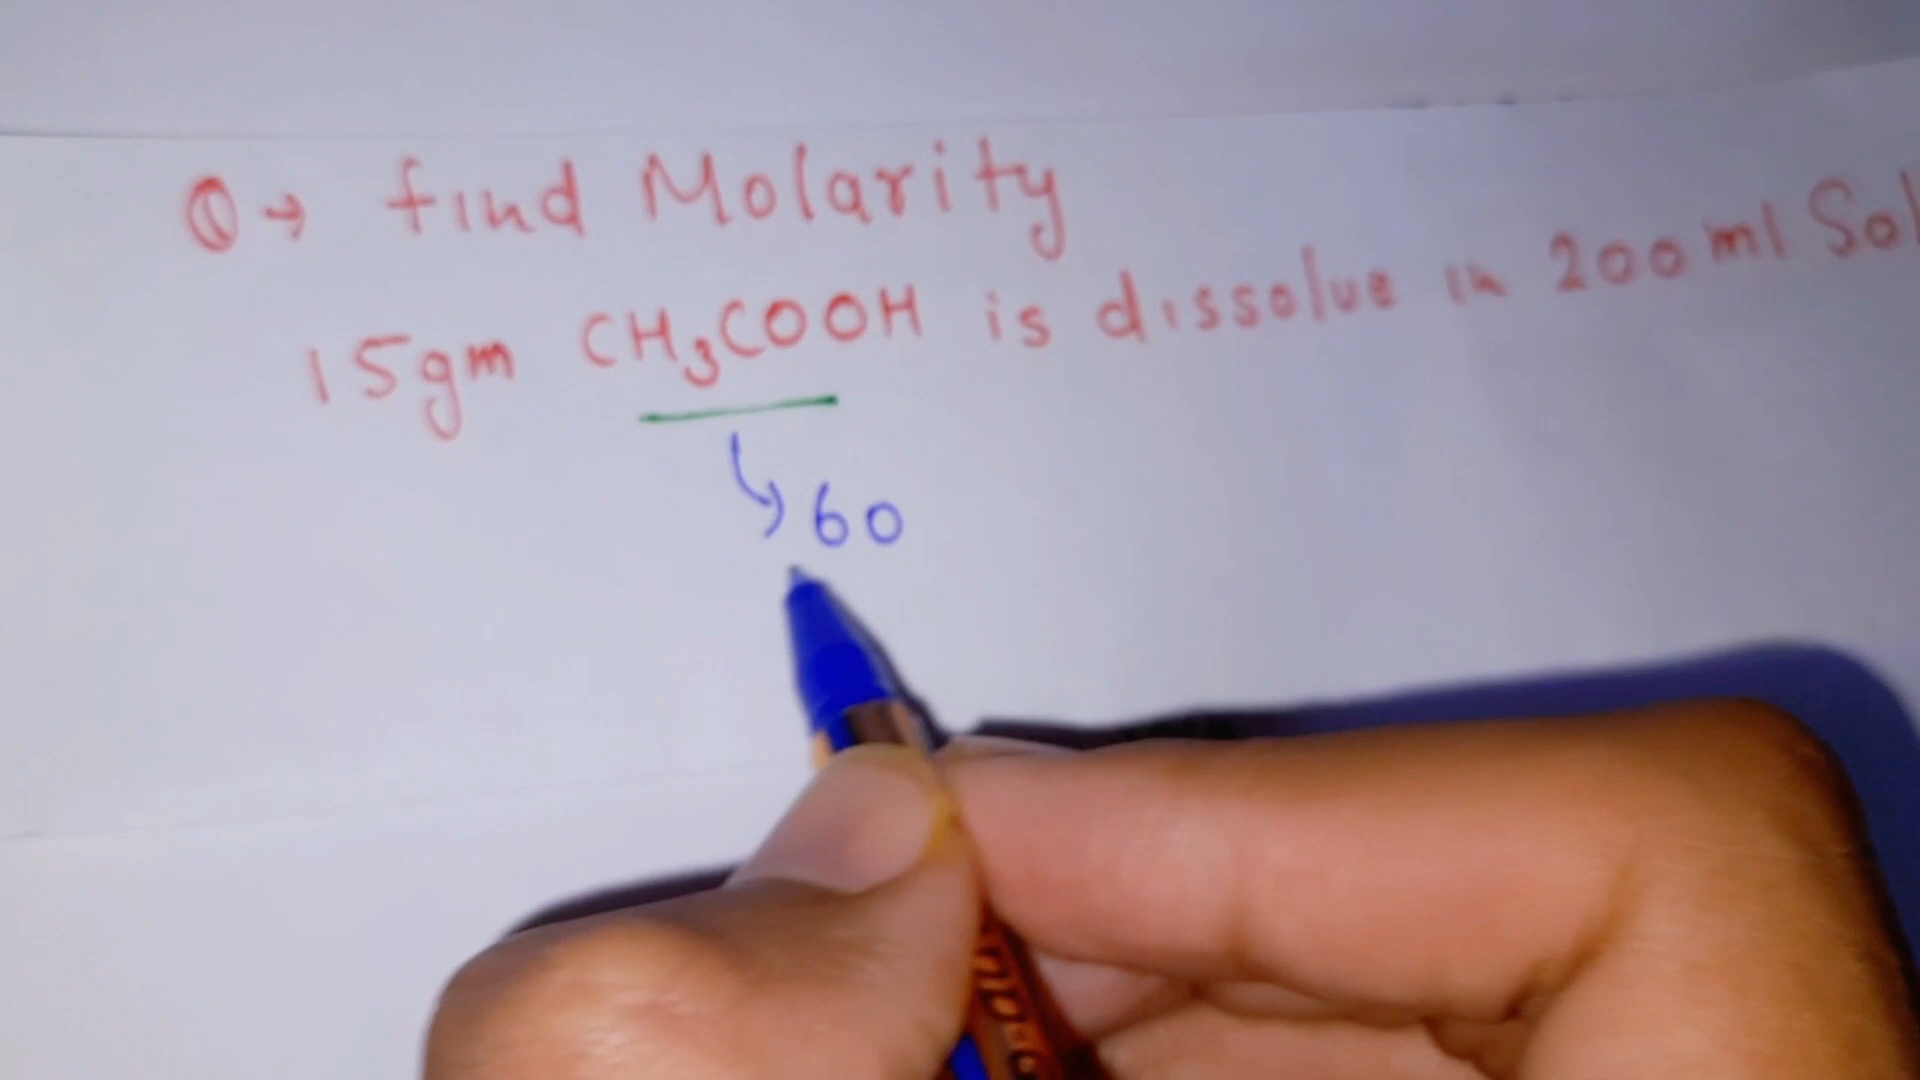 Q→ find Molarity
15gm CH₃COOH is dissolve in 200ml Sol
60